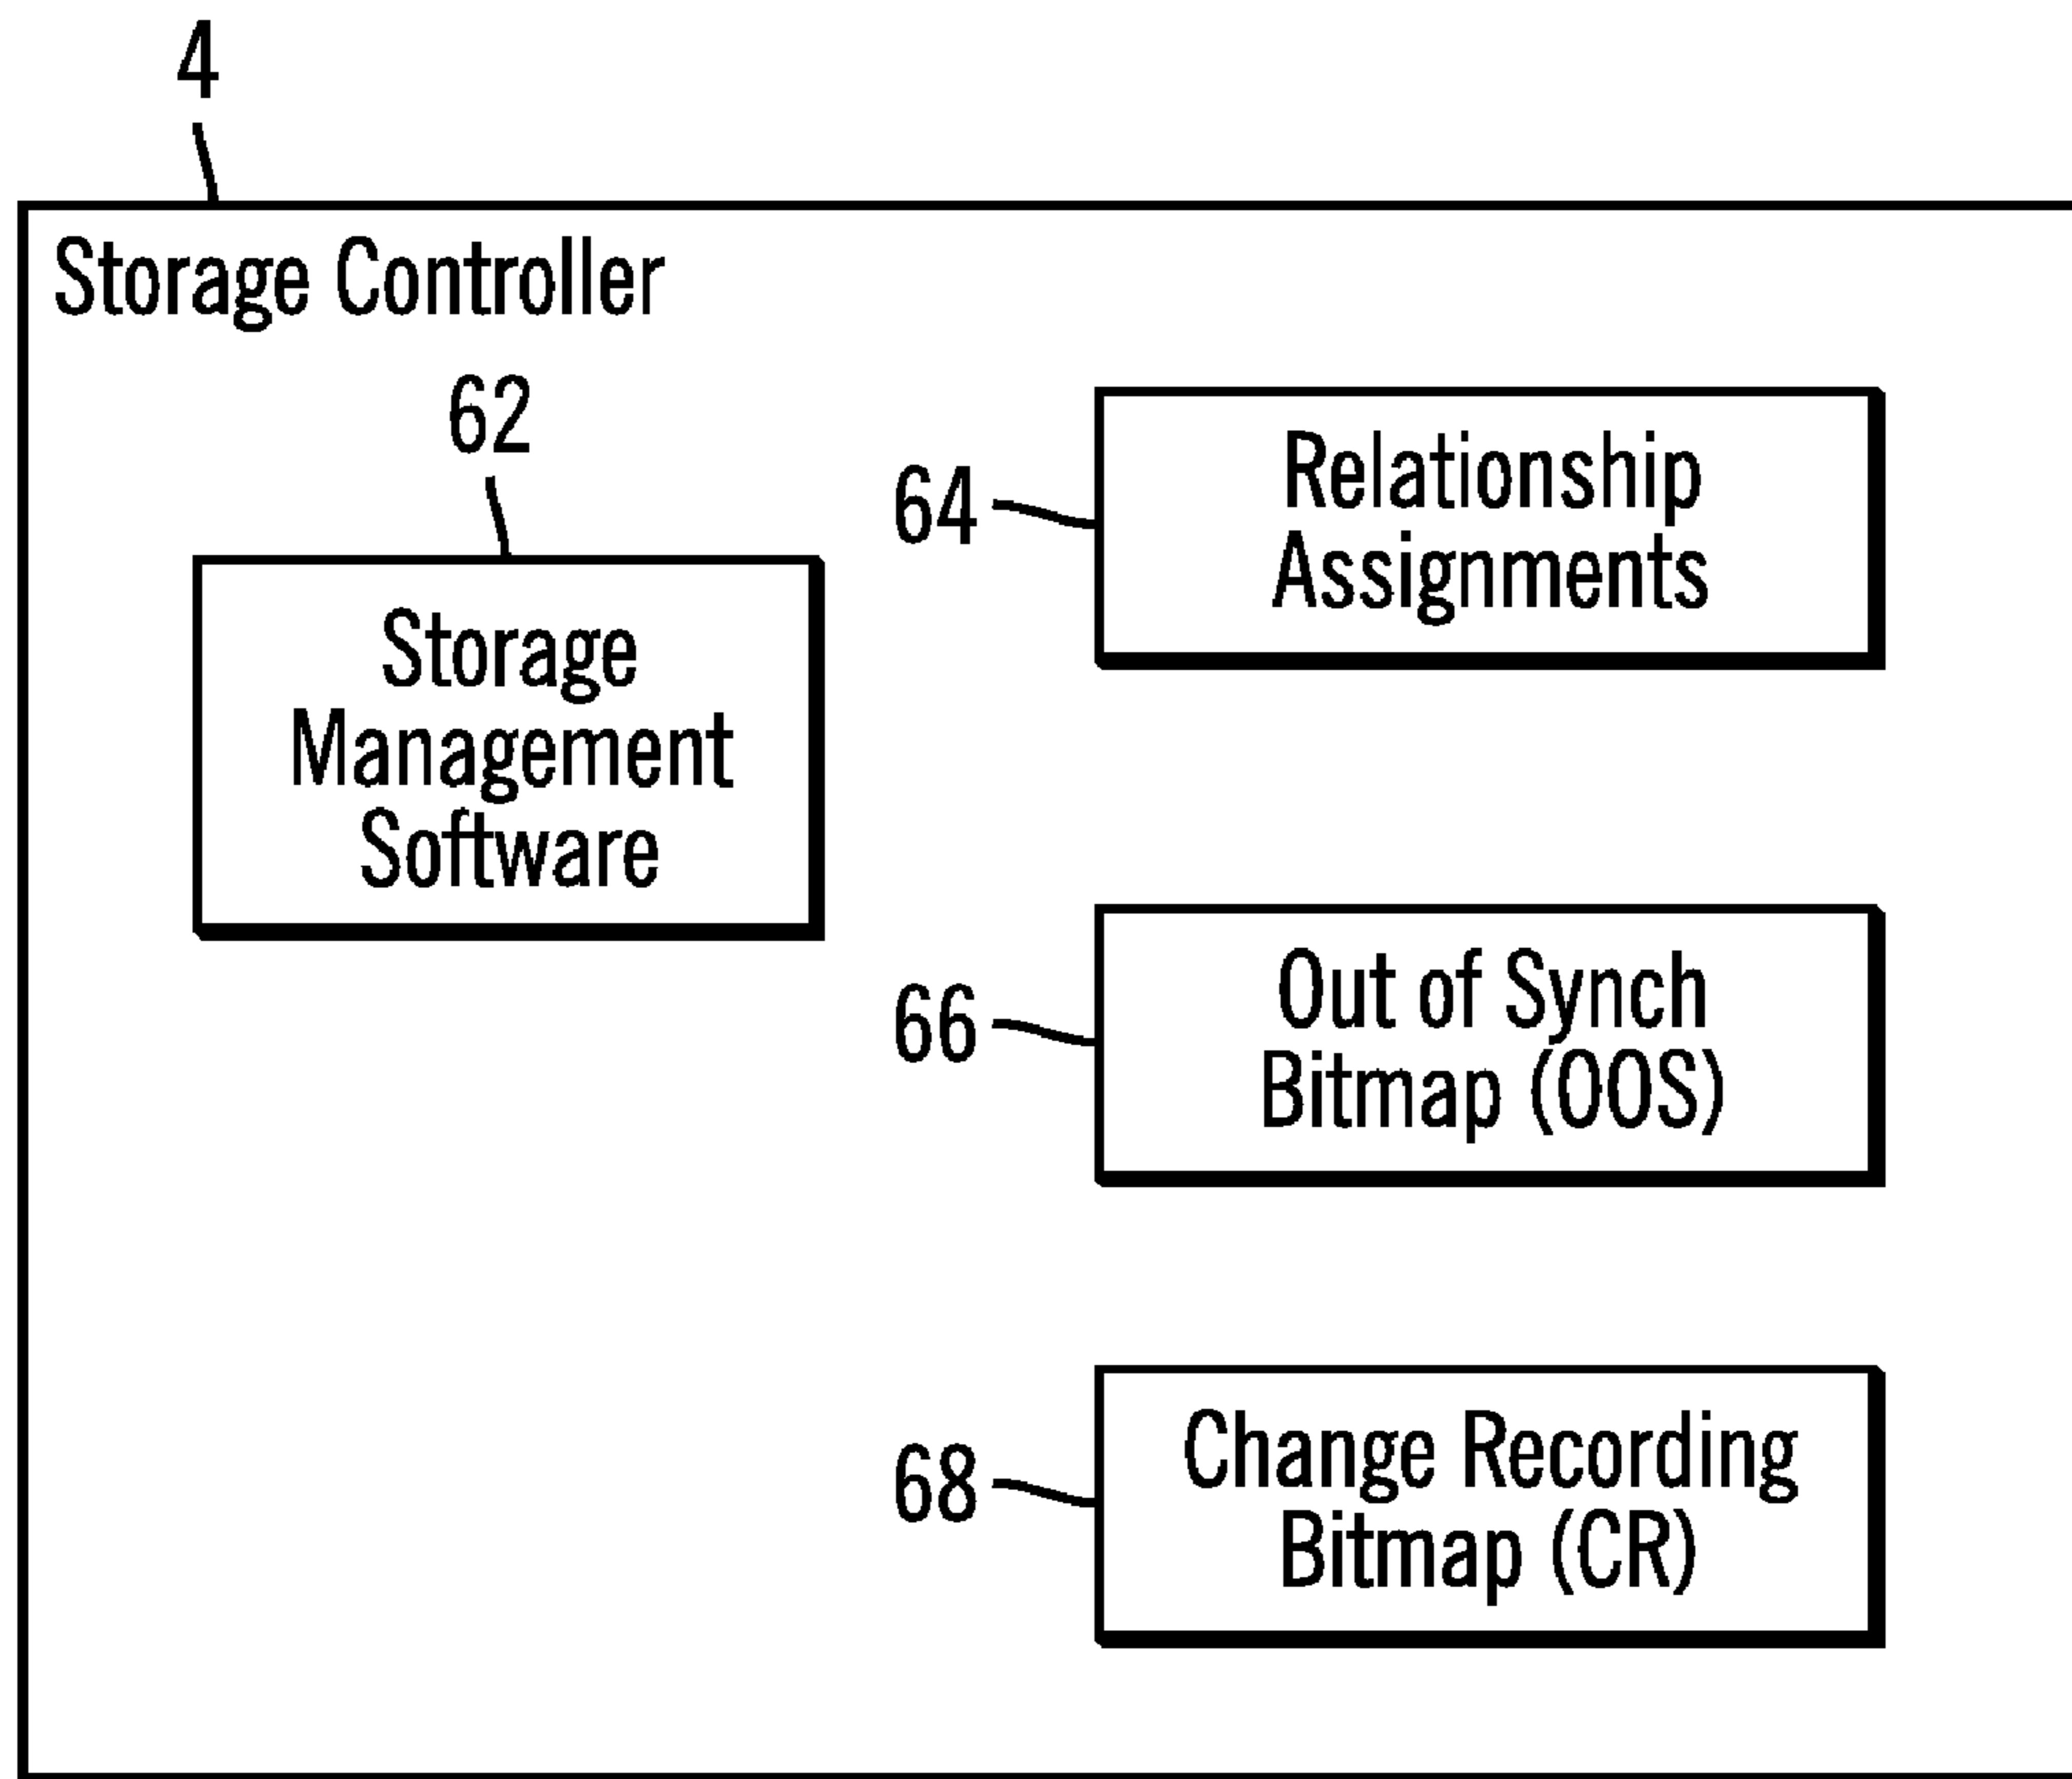 4
Storage Controller
62
Storage
Management
Software
64
Relationship
Assignments
66
Out of Synch
Bitmap (OOS)
68
Change Recording
Bitmap (CR)